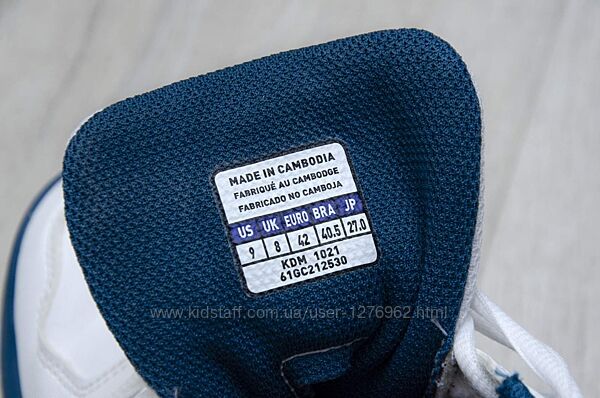 MADE IN CAMBODIA
FABRIQUÉ AU CAMBODGE
FABRICADO NO CAMBOJA
US UK EURO BRA JP
9 8 42 40.5 27.0
KDM 1021
61GC212530
www.kidstaff.com.ua/user-1276962.html